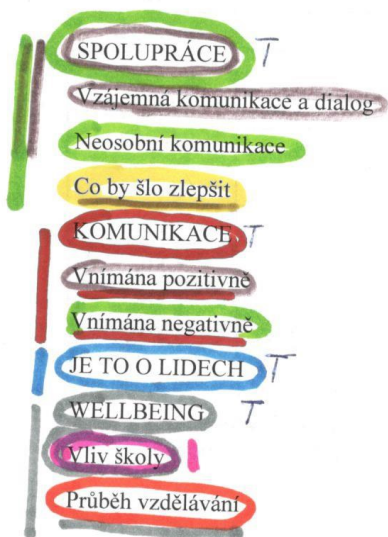 SPOLUPRÁCE T
Vzájemná komunikace a dialog
Neosobní komunikace
Co by šlo zlepšit
KOMUNIKACE T
Vnímána pozitivně
Vnímána negativně
JE TO O LIDECH T
WELLBEING T
Vliv školy
Průběh vzdělávání